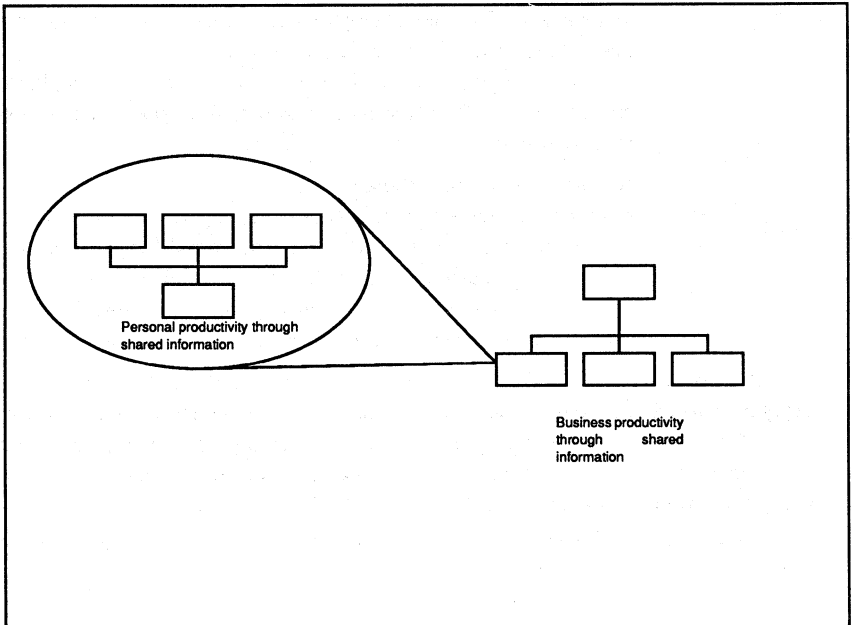 Personal productivity through
shared information
Business productivity
through shared
information